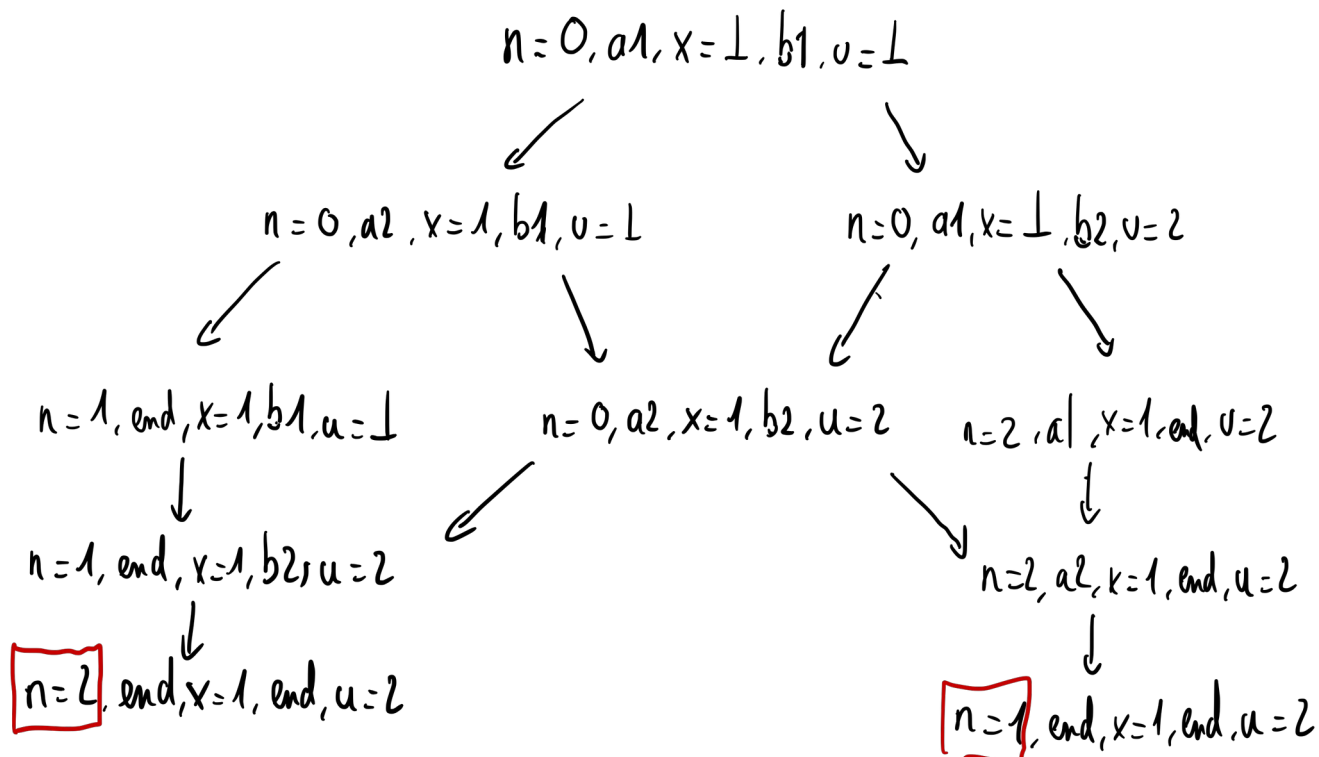 n=0, a1, x=⊥, b1, u=⊥
n=0, a2, x=1, b1, u=⊥
n=0, a1, x=⊥, b2, u=2
n=1, end, x=1, b1, u=⊥
n=0, a2, x=1, b2, u=2
n=2, a1, x=1, end, u=2
n=1, end, x=1, b2, u=2
n=2, a2, x=1, end, u=2
n=2, end, x=1, end, u=2
n=1, end, x=1, end, u=2